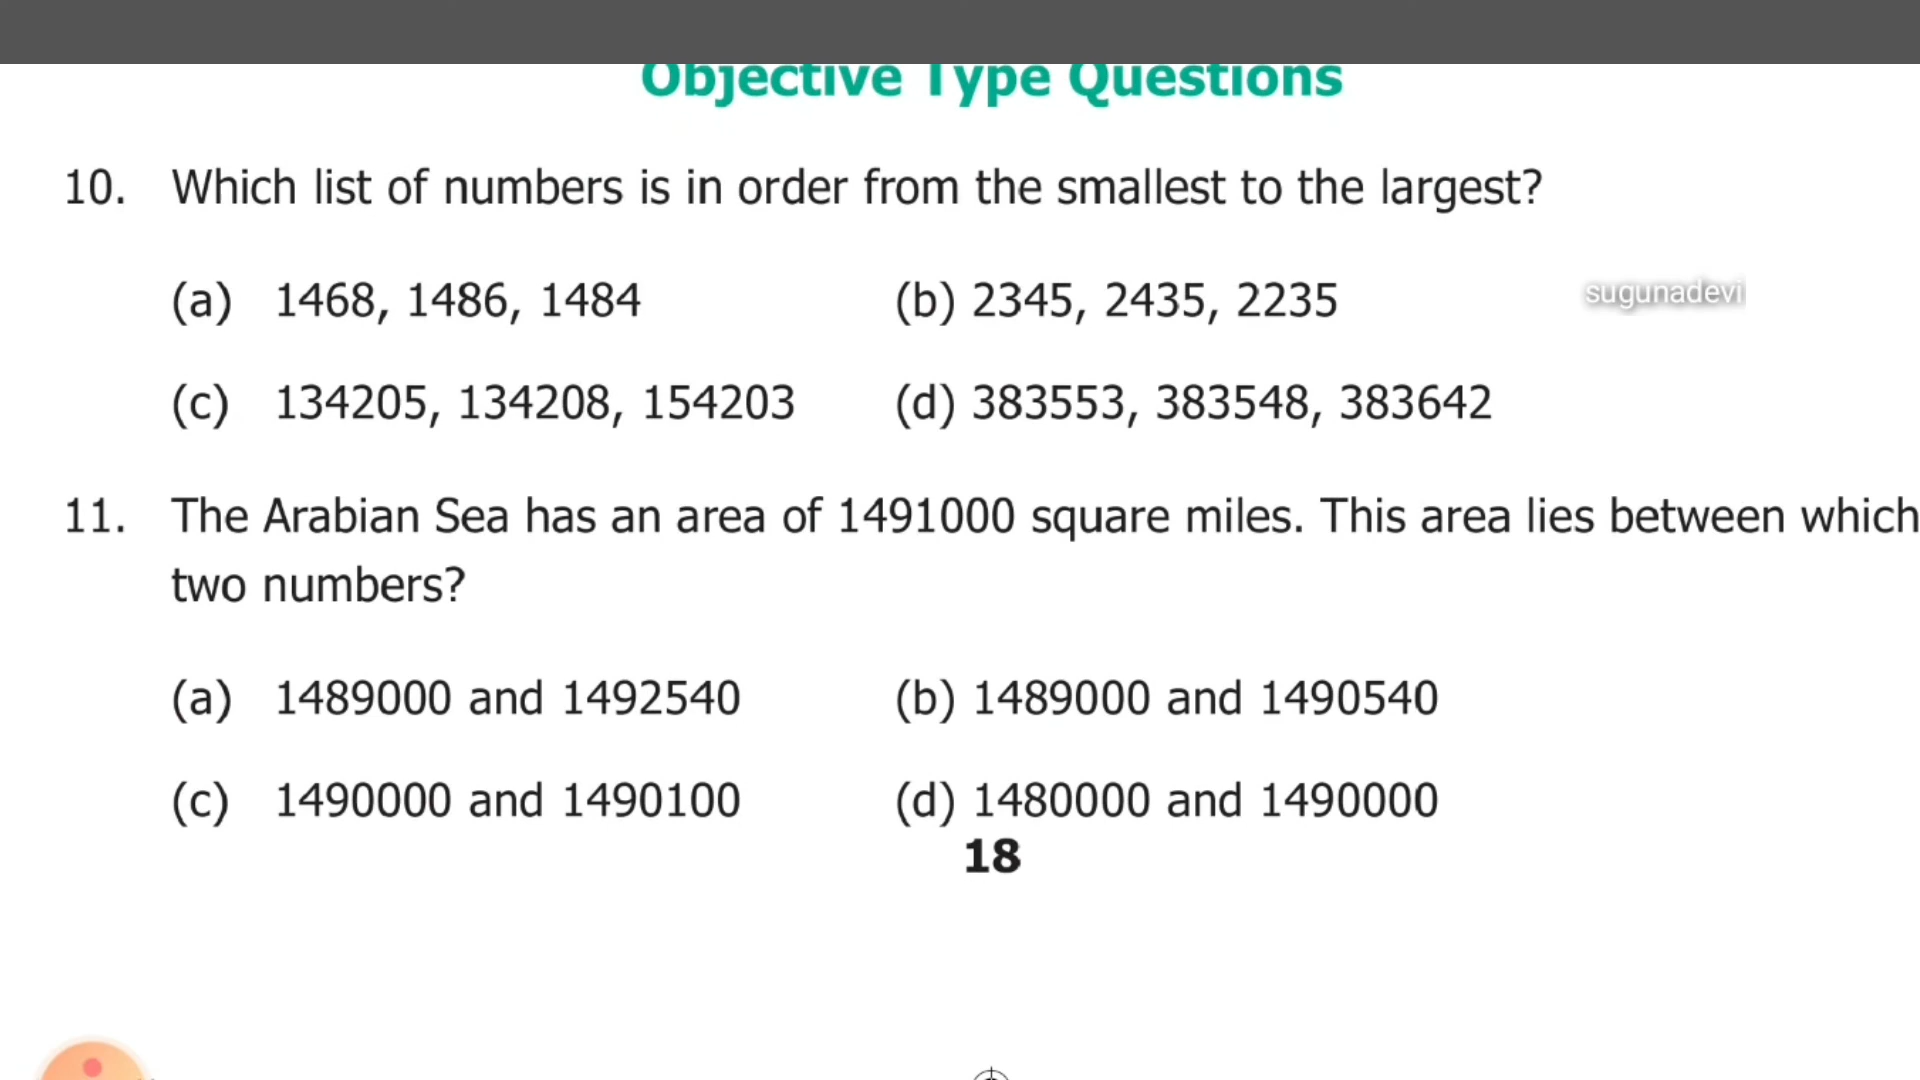 Objective Type Questions
10. Which list of numbers is in order from the smallest to the largest?
(a) 1468, 1486, 1484 (b) 2345, 2435, 2235
sugunadevi
(c) 134205, 134208, 154203 (d) 383553, 383548, 383642
11. The Arabian Sea has an area of 1491000 square miles. This area lies between which
two numbers?
(a) 1489000 and 1492540 (b) 1489000 and 1490540
(c) 1490000 and 1490100 (d) 1480000 and 1490000
18